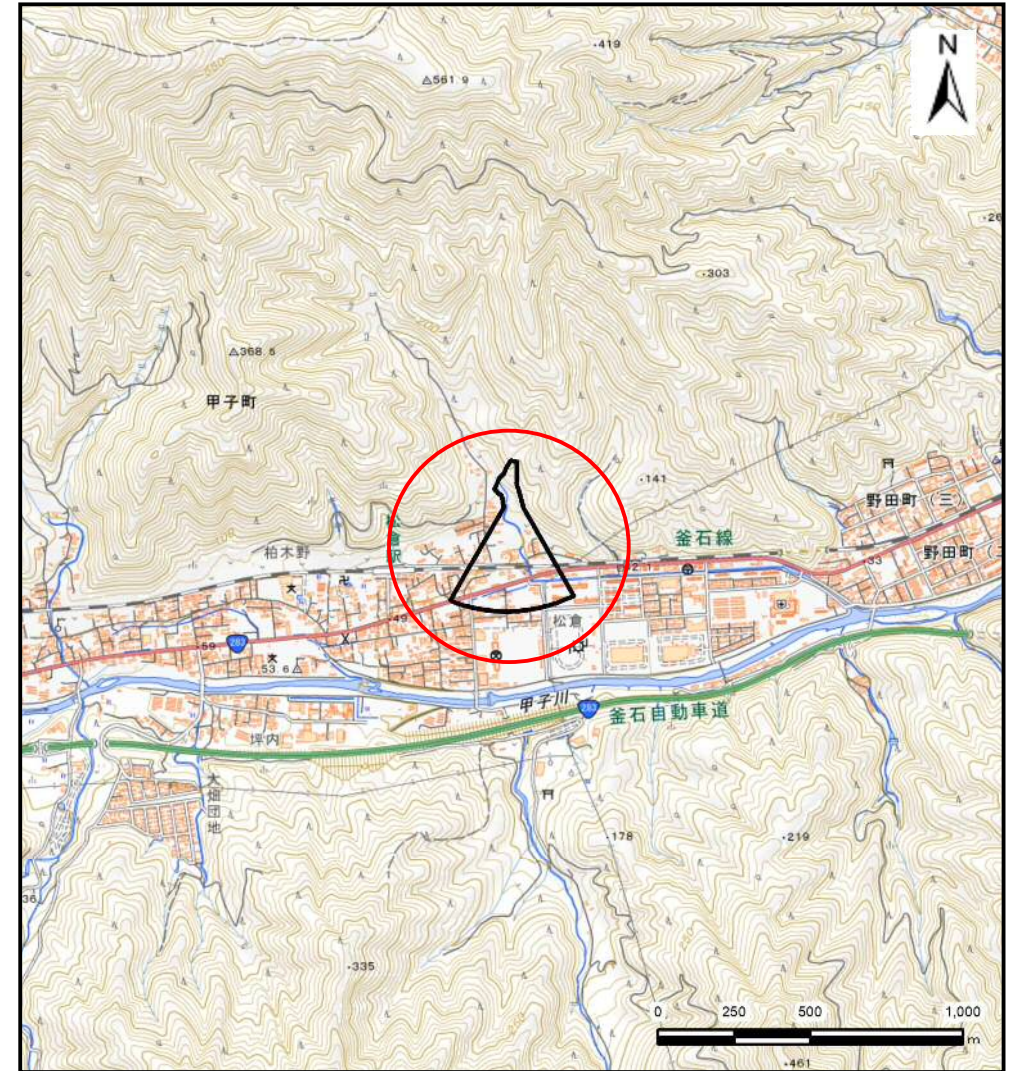 N
・419
△561.9
150
・303
△368.5
甲子町
・141
野田町(三)
釜石線
松倉駅
柏木野
・33
・49
松倉
283
・59
53.6△
甲子川
283
釜石自動車道
坪内
大畑団地
・178
・219
・335
0 250 500 1,000
m
・461